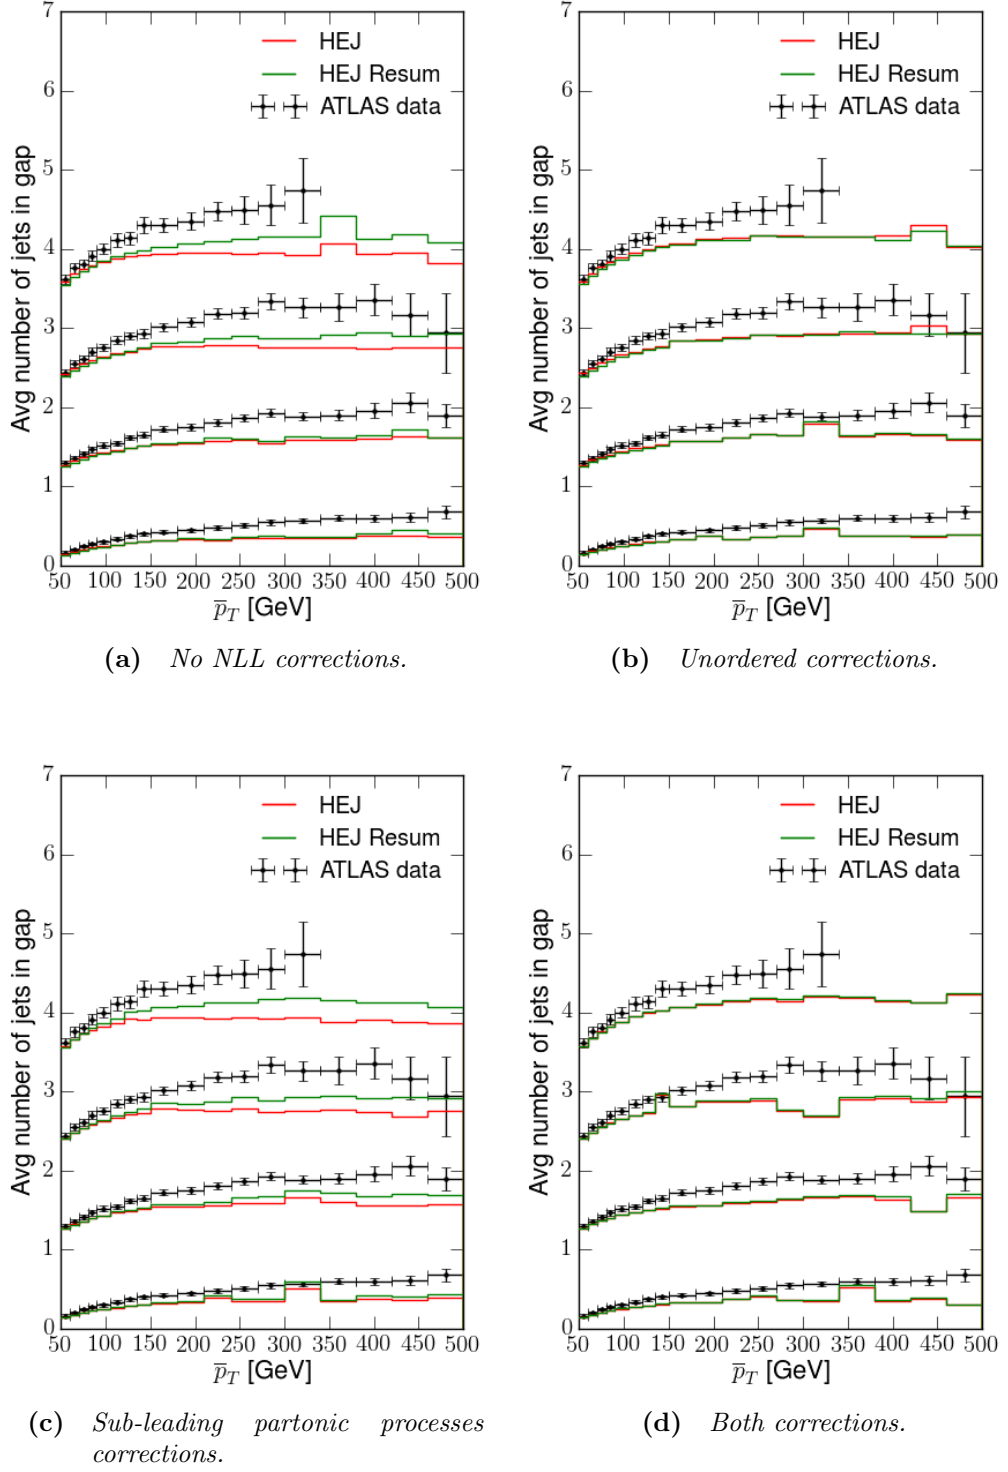 7
6
5
4
3
2
1
0
Avg number of jets in gap
HEJ
HEJ Resum
ATLAS data
50 100 150 200 250 300 350 400 450 500
p̅_T [GeV]
(a) No NLL corrections.
7
6
5
4
3
2
1
0
Avg number of jets in gap
HEJ
HEJ Resum
ATLAS data
50 100 150 200 250 300 350 400 450 500
p̅_T [GeV]
(b) Unordered corrections.
7
6
5
4
3
2
1
0
Avg number of jets in gap
HEJ
HEJ Resum
ATLAS data
50 100 150 200 250 300 350 400 450 500
p̅_T [GeV]
(c) Sub-leading partonic processes
corrections.
7
6
5
4
3
2
1
0
Avg number of jets in gap
HEJ
HEJ Resum
ATLAS data
50 100 150 200 250 300 350 400 450 500
p̅_T [GeV]
(d) Both corrections.